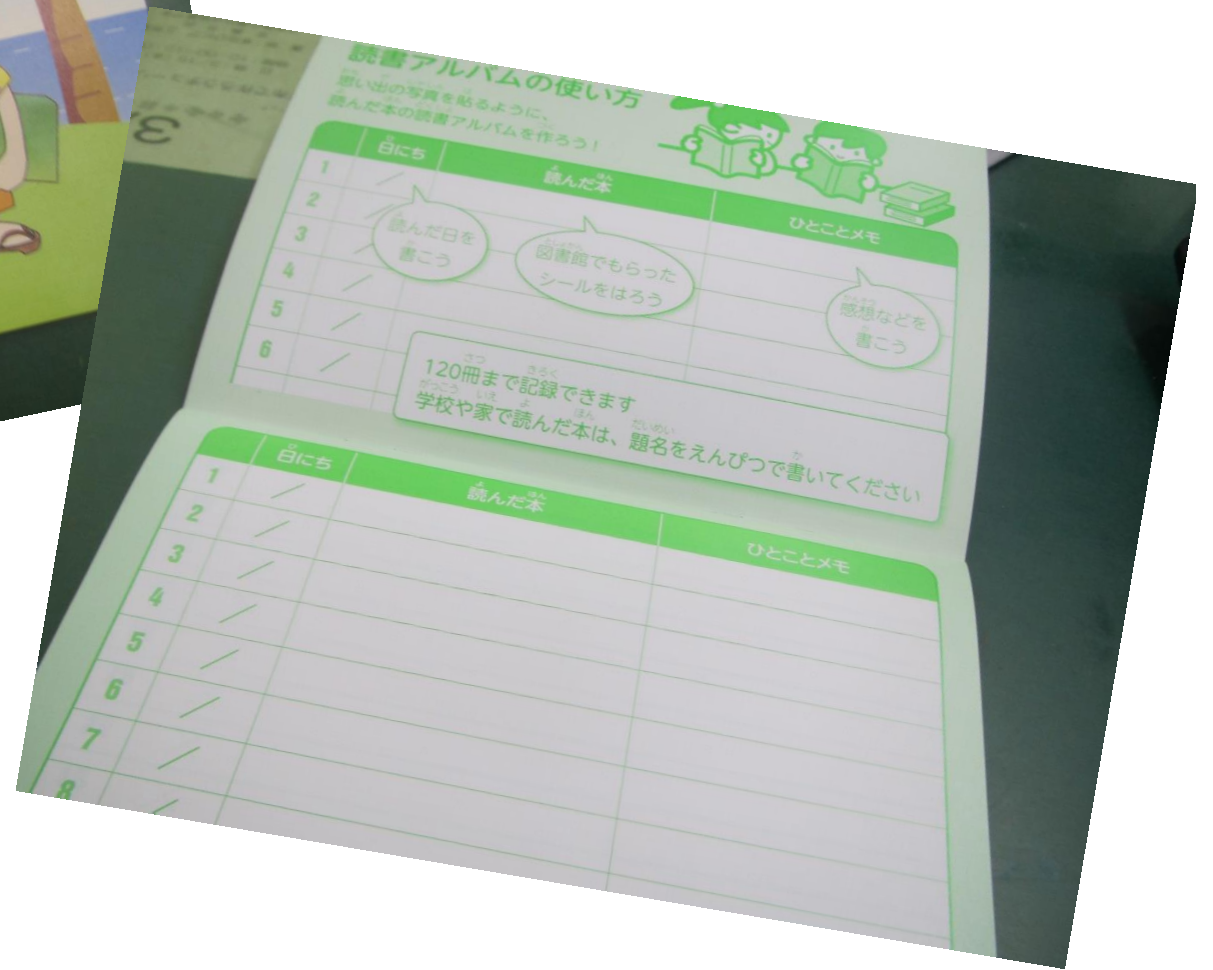 読書アルバムの使い方
思い出の写真を貼るように、
読んだ本の読書アルバムを作ろう！
日にち 読んだ本 ひとことメモ
1
2
3
4
5
6
読んだ日を
書こう
図書館でもらった
シールをはろう
感想などを
書こう
120冊まで記録できます
学校や家で読んだ本は、題名をえんぴつで書いてください
日にち 読んだ本 ひとことメモ
1
2
3
4
5
6
7
8
3